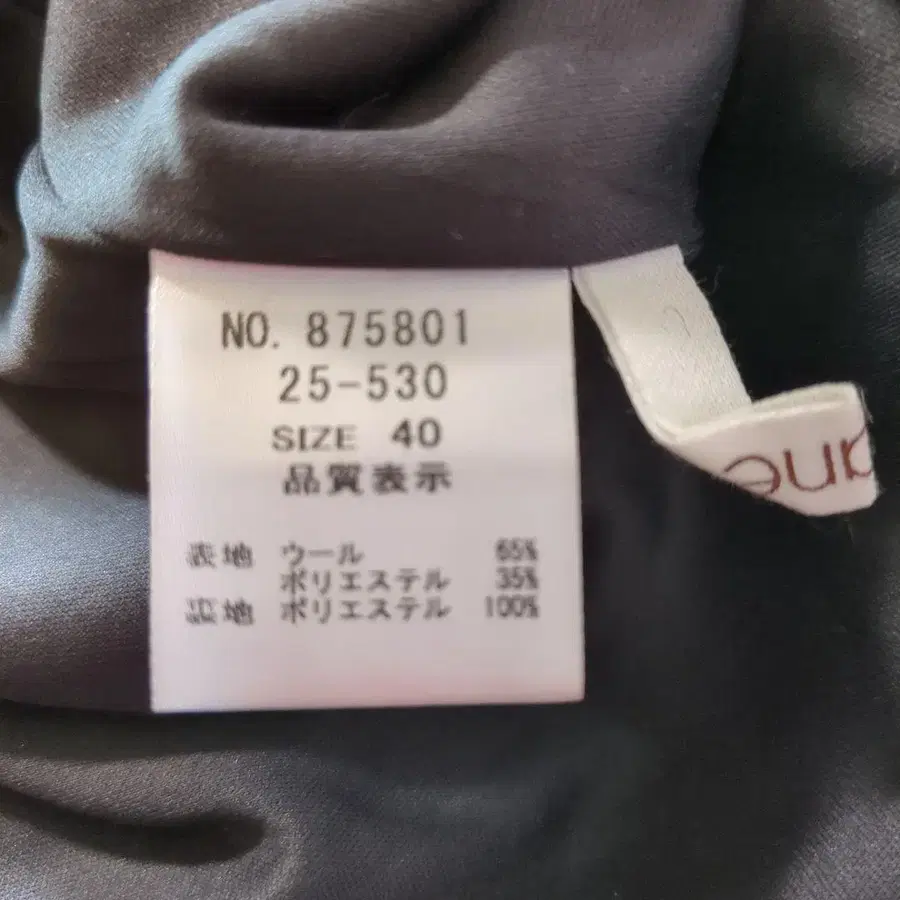 NO. 875801
25-530
SIZE 40
品質表示
表地 ウール 65%
ポリエステル 35%
裏地 ポリエステル 100%